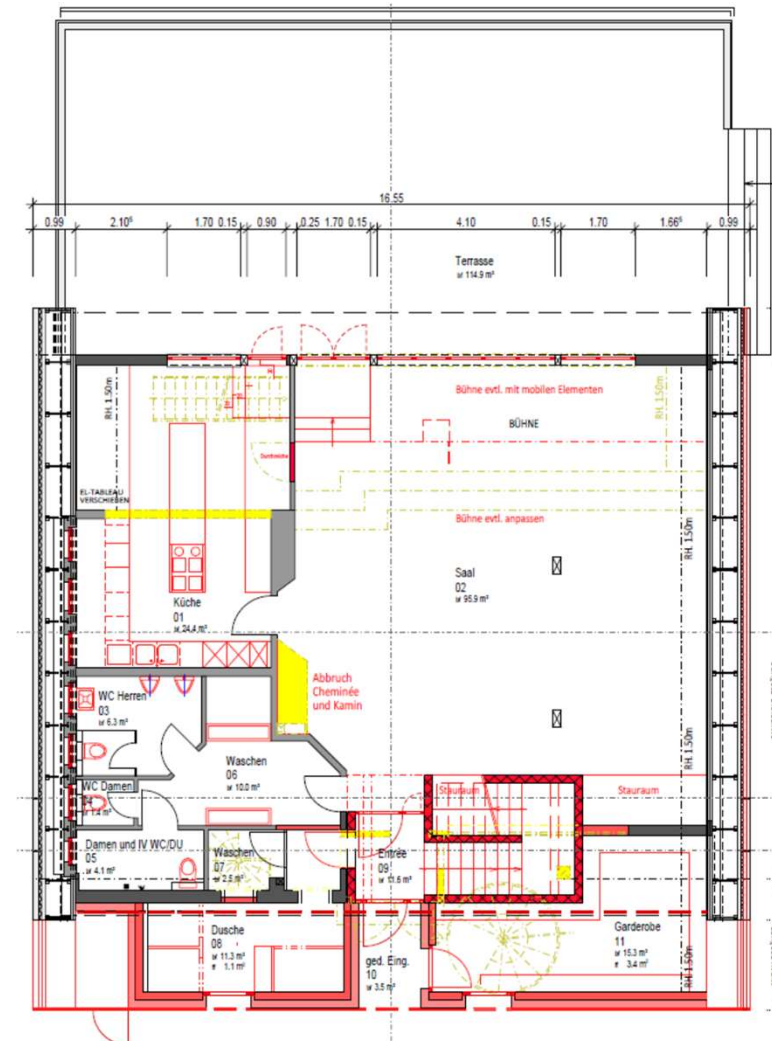 16.55
0.99 2.10⁵ 1.70 0.15 0.90 0.25 1.70 0.15 4.10 0.15 1.70 1.66⁵ 0.99
Terrasse
w 114.9 m²
RH. 1.50m
Bühne evtl. mit mobilen Elementen
RH. 1.50m
BÜHNE
EL-TABLEAU
VERSCHIEBEN
Bühne evtl. anpassen
RH. 1.50m
Saal
02
w 95.9 m²
Küche
01
w 24.4 m²
Abbruch
Cheminée
und Kamin
WC Herren
03
w 6.3 m²
Waschen
06
w 10.0 m²
RH. 1.50m
WC Damen
Stauraum
Stauraum
Damen und IV WC/DU
05
w 4.1 m²
Waschen
07
Entrée
09
w 11.6 m²
Dusche
08
w 11.3 m²
1.1 m²
ged. Eing.
10
w 3.5 m²
Garderobe
11
w 15.3 m²
3.4 m²
RH. 1.50m